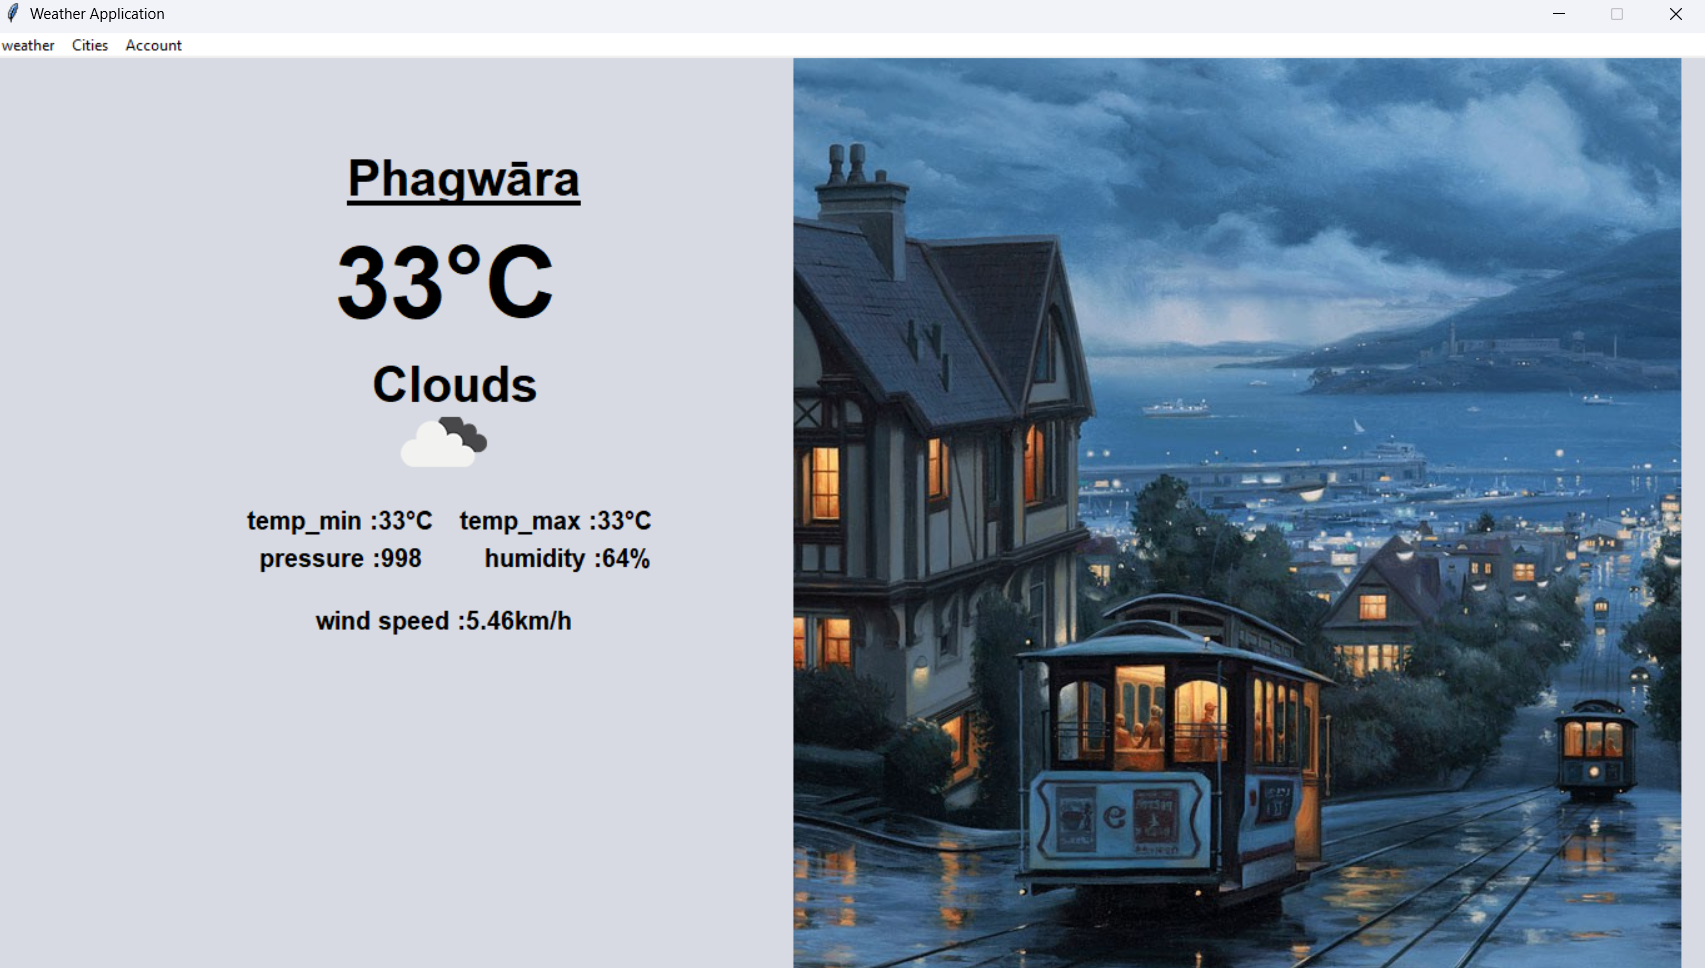 Weather Application
weather Cities Account
Phagwāra
33°C
Clouds
temp_min :33°C temp_max :33°C
pressure :998 humidity :64%
wind speed :5.46km/h